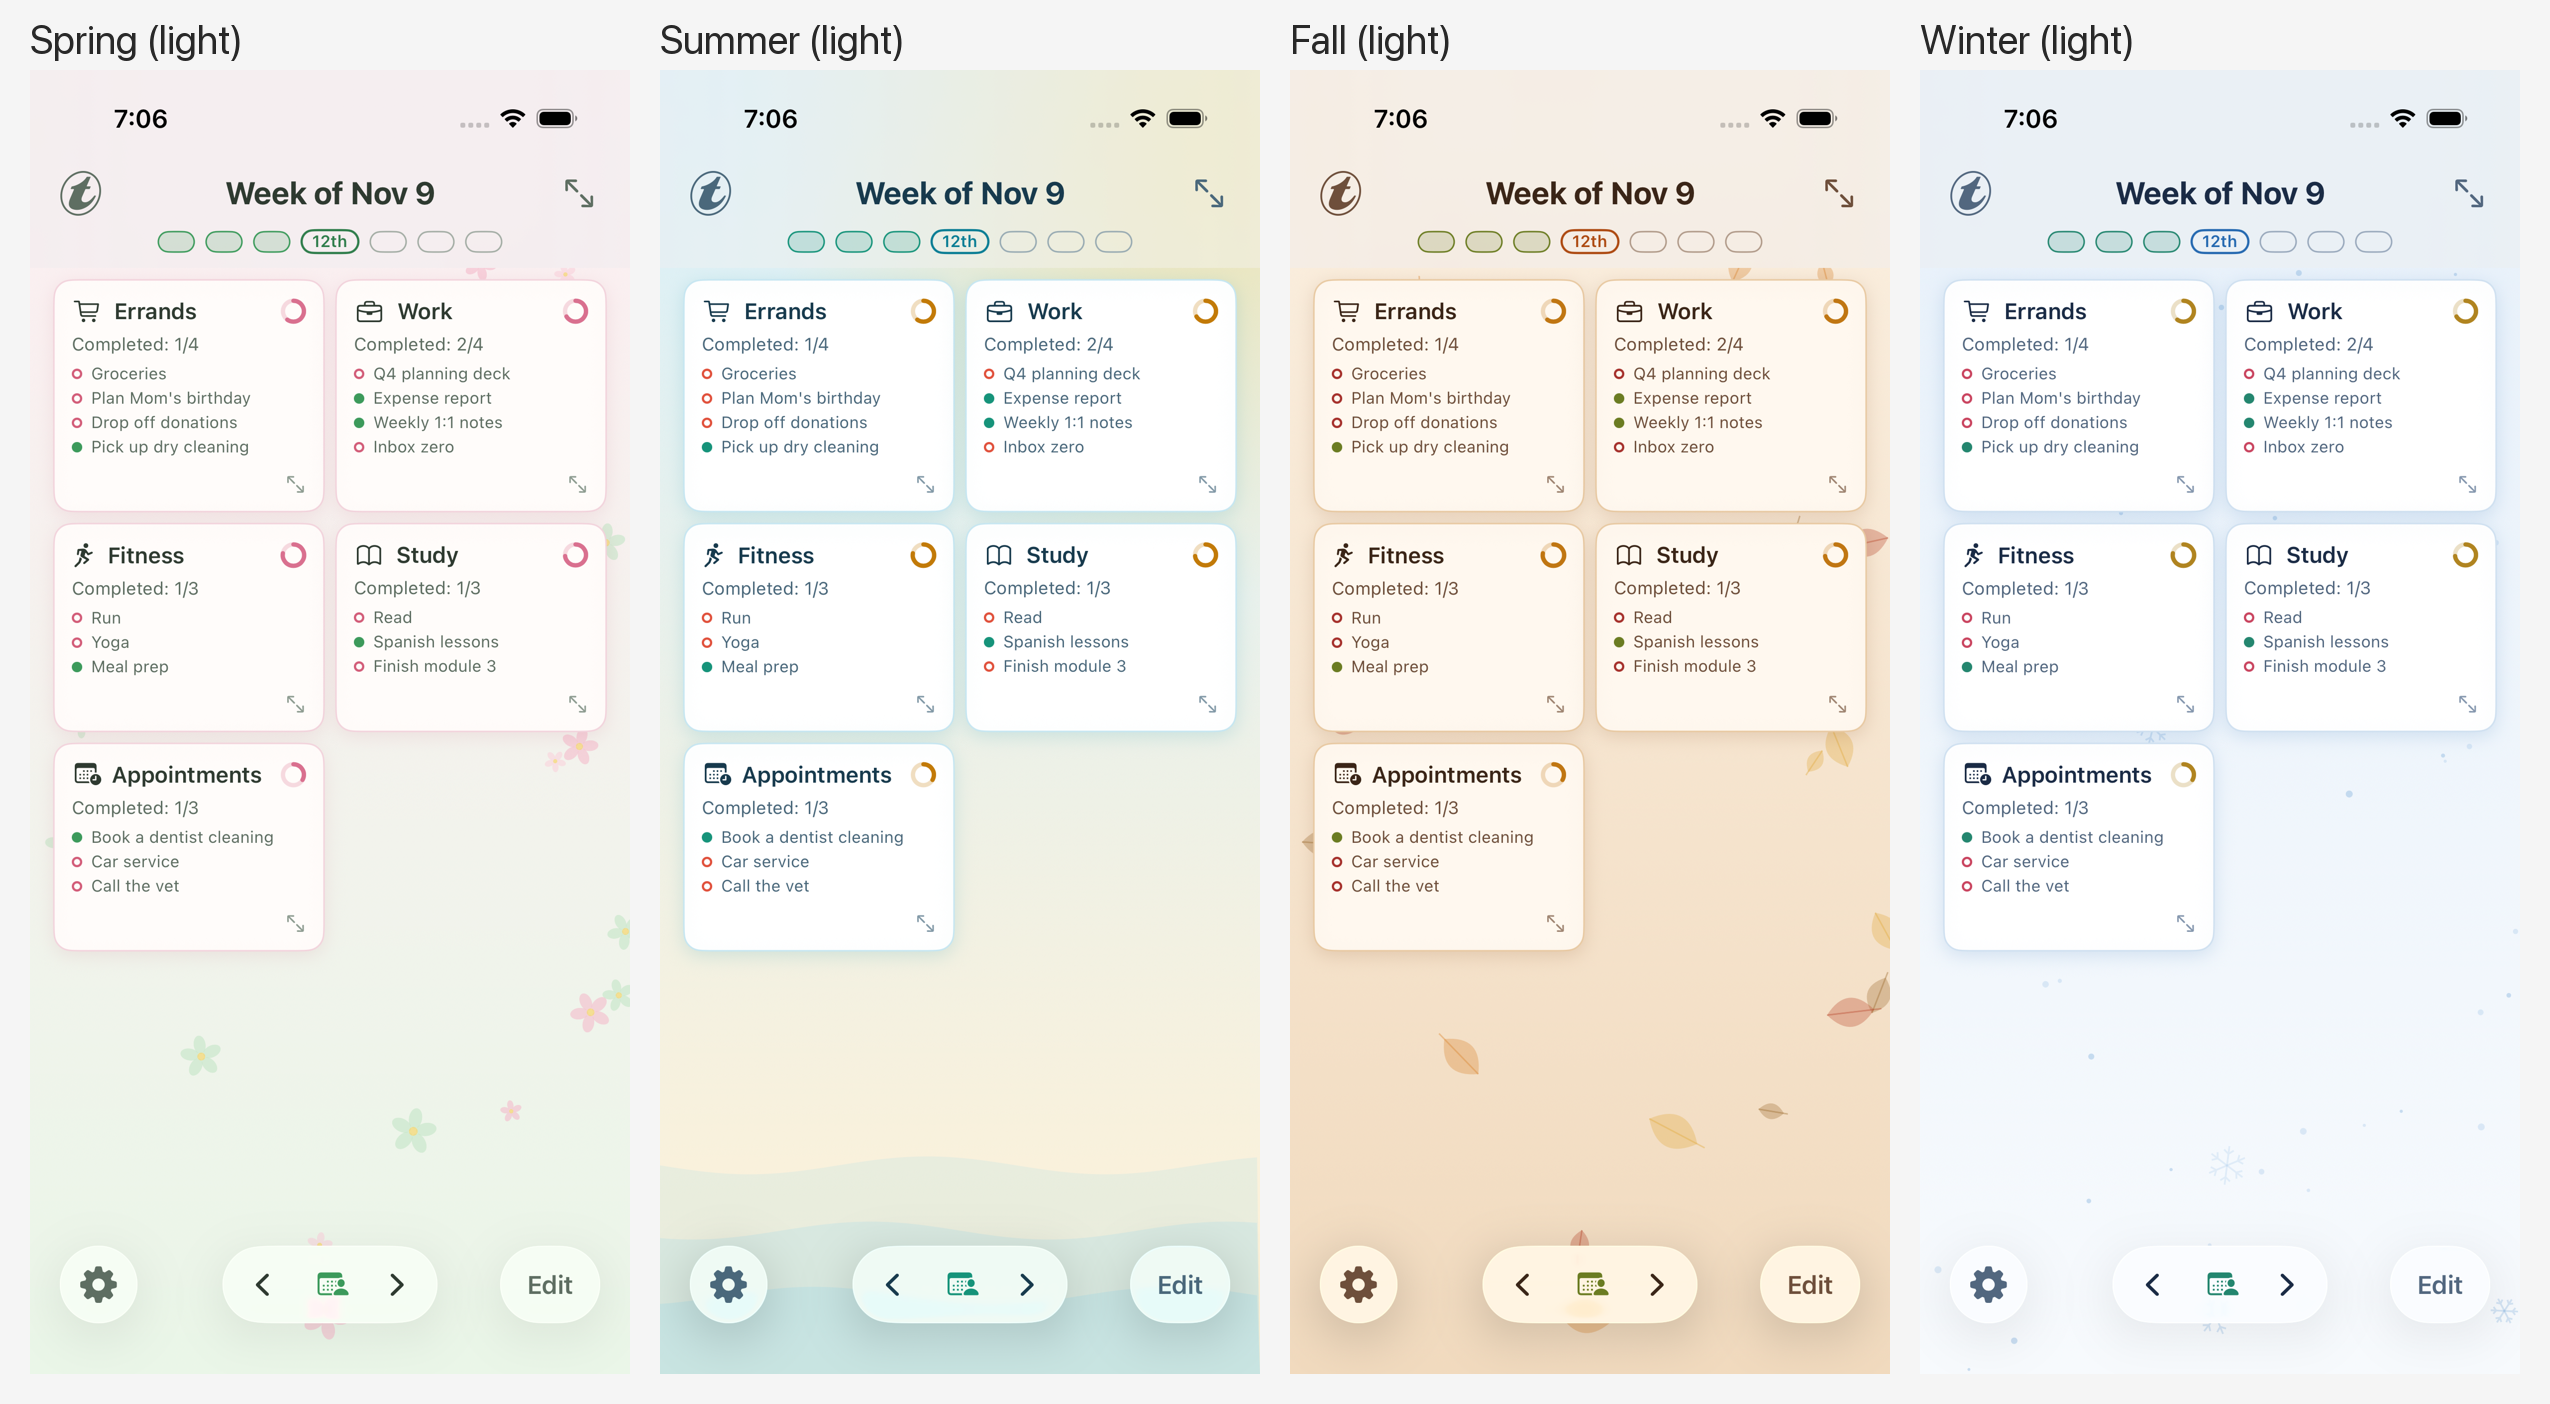 Spring (light)
7:06
t
Week of Nov 9
12th
Errands
Completed: 1/4
Groceries
Plan Mom's birthday
Drop off donations
Pick up dry cleaning
Work
Completed: 2/4
Q4 planning deck
Expense report
Weekly 1:1 notes
Inbox zero
Fitness
Completed: 1/3
Run
Yoga
Meal prep
Study
Completed: 1/3
Read
Spanish lessons
Finish module 3
Appointments
Completed: 1/3
Book a dentist cleaning
Car service
Call the vet
Edit
Summer (light)
7:06
t
Week of Nov 9
12th
Errands
Completed: 1/4
Groceries
Plan Mom's birthday
Drop off donations
Pick up dry cleaning
Work
Completed: 2/4
Q4 planning deck
Expense report
Weekly 1:1 notes
Inbox zero
Fitness
Completed: 1/3
Run
Yoga
Meal prep
Study
Completed: 1/3
Read
Spanish lessons
Finish module 3
Appointments
Completed: 1/3
Book a dentist cleaning
Car service
Call the vet
Edit
Fall (light)
7:06
t
Week of Nov 9
12th
Errands
Completed: 1/4
Groceries
Plan Mom's birthday
Drop off donations
Pick up dry cleaning
Work
Completed: 2/4
Q4 planning deck
Expense report
Weekly 1:1 notes
Inbox zero
Fitness
Completed: 1/3
Run
Yoga
Meal prep
Study
Completed: 1/3
Read
Spanish lessons
Finish module 3
Appointments
Completed: 1/3
Book a dentist cleaning
Car service
Call the vet
Edit
Winter (light)
7:06
t
Week of Nov 9
12th
Errands
Completed: 1/4
Groceries
Plan Mom's birthday
Drop off donations
Pick up dry cleaning
Work
Completed: 2/4
Q4 planning deck
Expense report
Weekly 1:1 notes
Inbox zero
Fitness
Completed: 1/3
Run
Yoga
Meal prep
Study
Completed: 1/3
Read
Spanish lessons
Finish module 3
Appointments
Completed: 1/3
Book a dentist cleaning
Car service
Call the vet
Edit